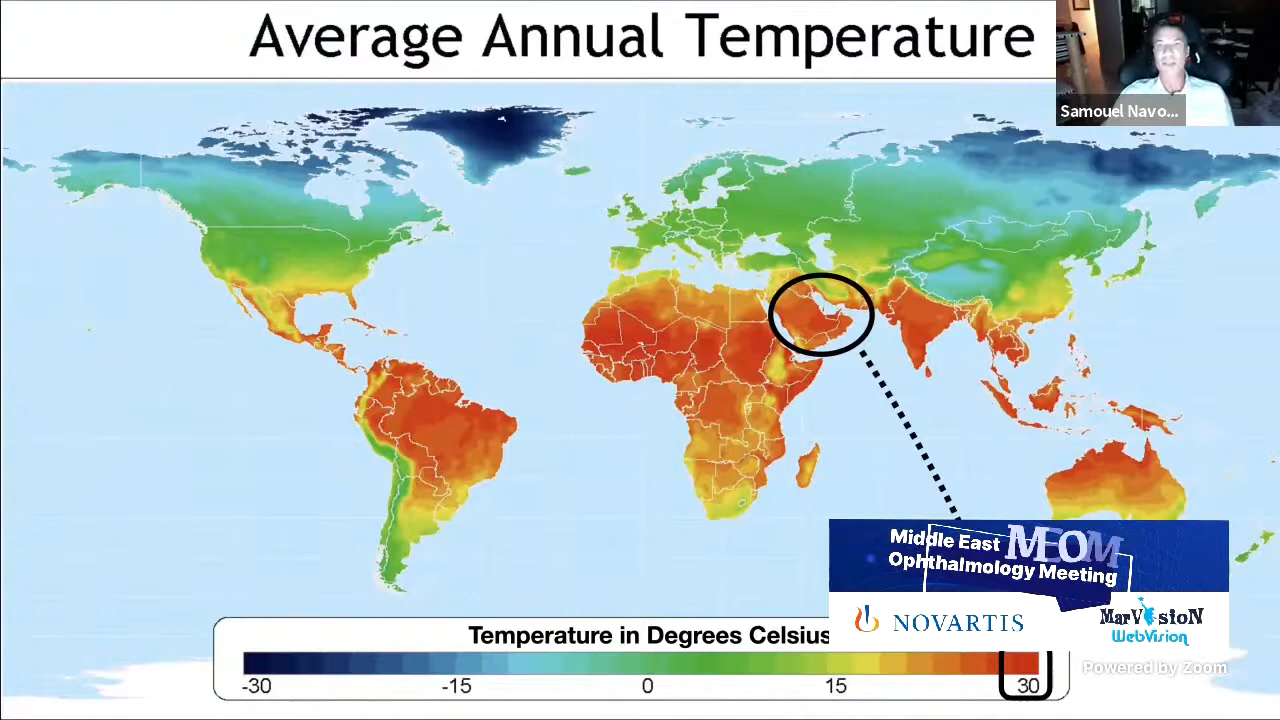 Average Annual Temperature
Samouel Navo...
Middle East MEOM
Ophthalmology Meeting
NOVARTIS
MarVisioN
WebVision
Powered by Zoom
Temperature in Degrees Celsius
-30 -15 0 15 30